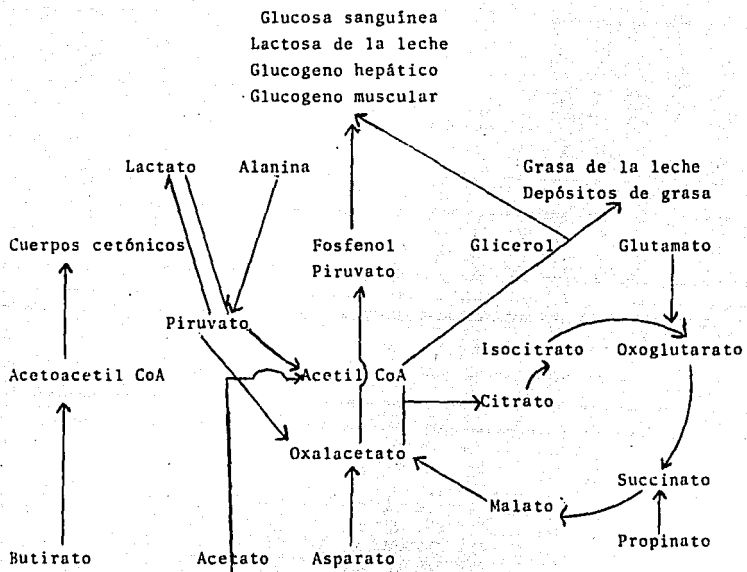 Glucosa sanguínea
Lactosa de la leche
Glucogeno hepático
Glucogeno muscular
Lactato
Alanina
Grasa de la leche
Depósitos de grasa
Cuerpos cetónicos
Fosfenol
Piruvato
Glicerol
Glutamato
Piruvato
Isocitrato
Oxoglutarato
Acetoacetil CoA
Acetil CoA
Citrato
Oxalacetato
Succinato
Malato
Propinato
Butirato
Acetato
Asparato